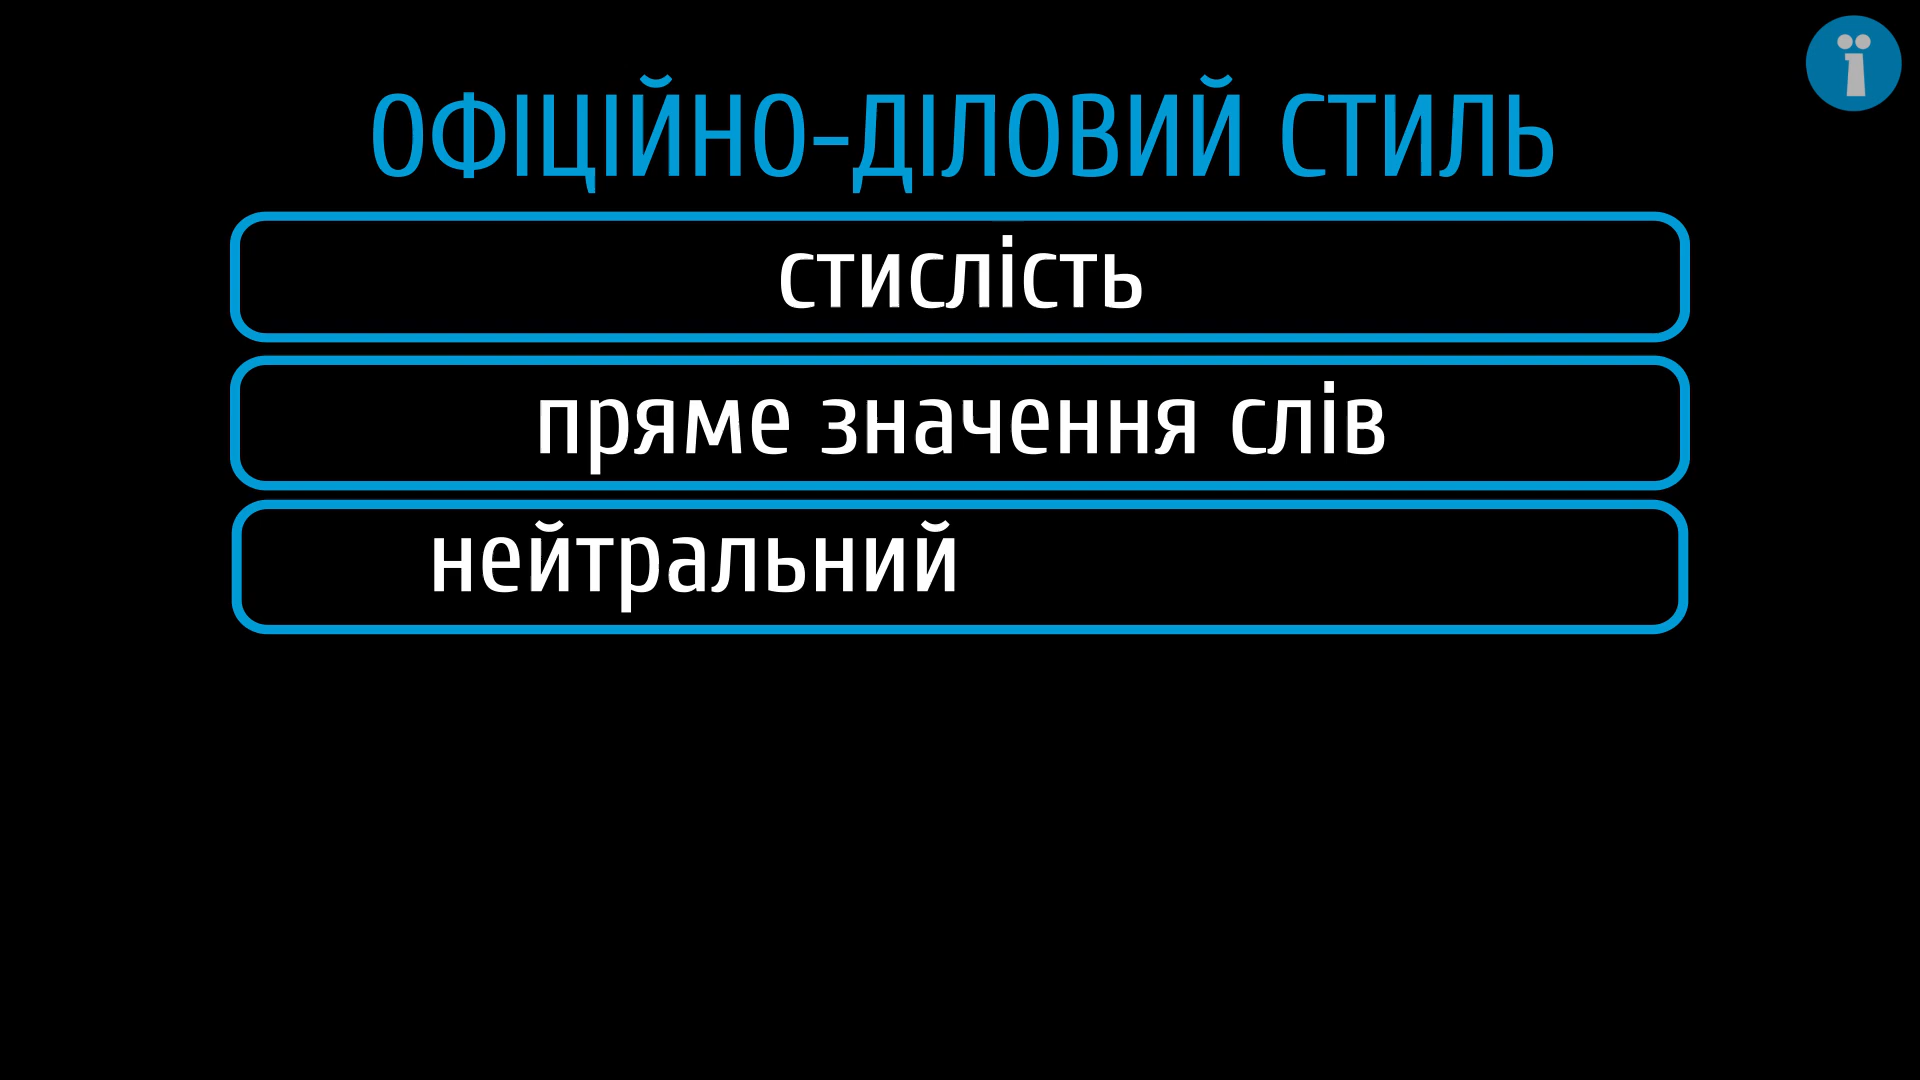 ї
ОФІЦІЙНО-ДІЛОВИЙ СТИЛЬ
стислість
пряме значення слів
нейтральний